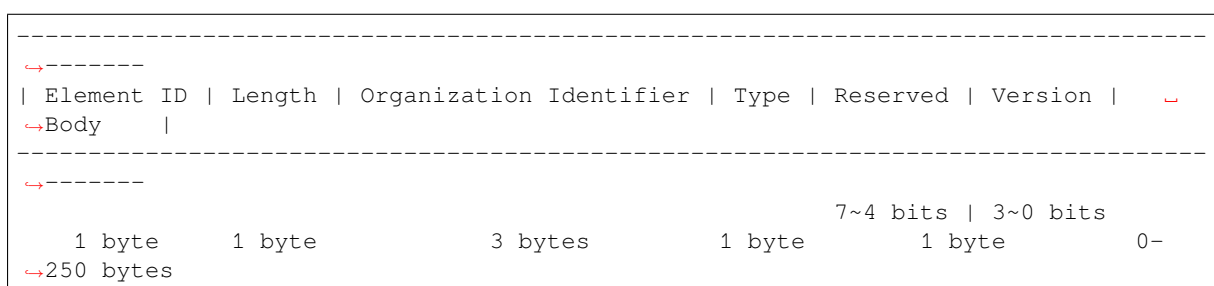 ------------------------------------------------------------------------------------
↪-------
| Element ID | Length | Organization Identifier | Type | Reserved | Version |   ␣
↪Body    |
------------------------------------------------------------------------------------
↪-------
                                                          7~4 bits | 3~0 bits
   1 byte     1 byte            3 bytes         1 byte        1 byte         0-
↪250 bytes